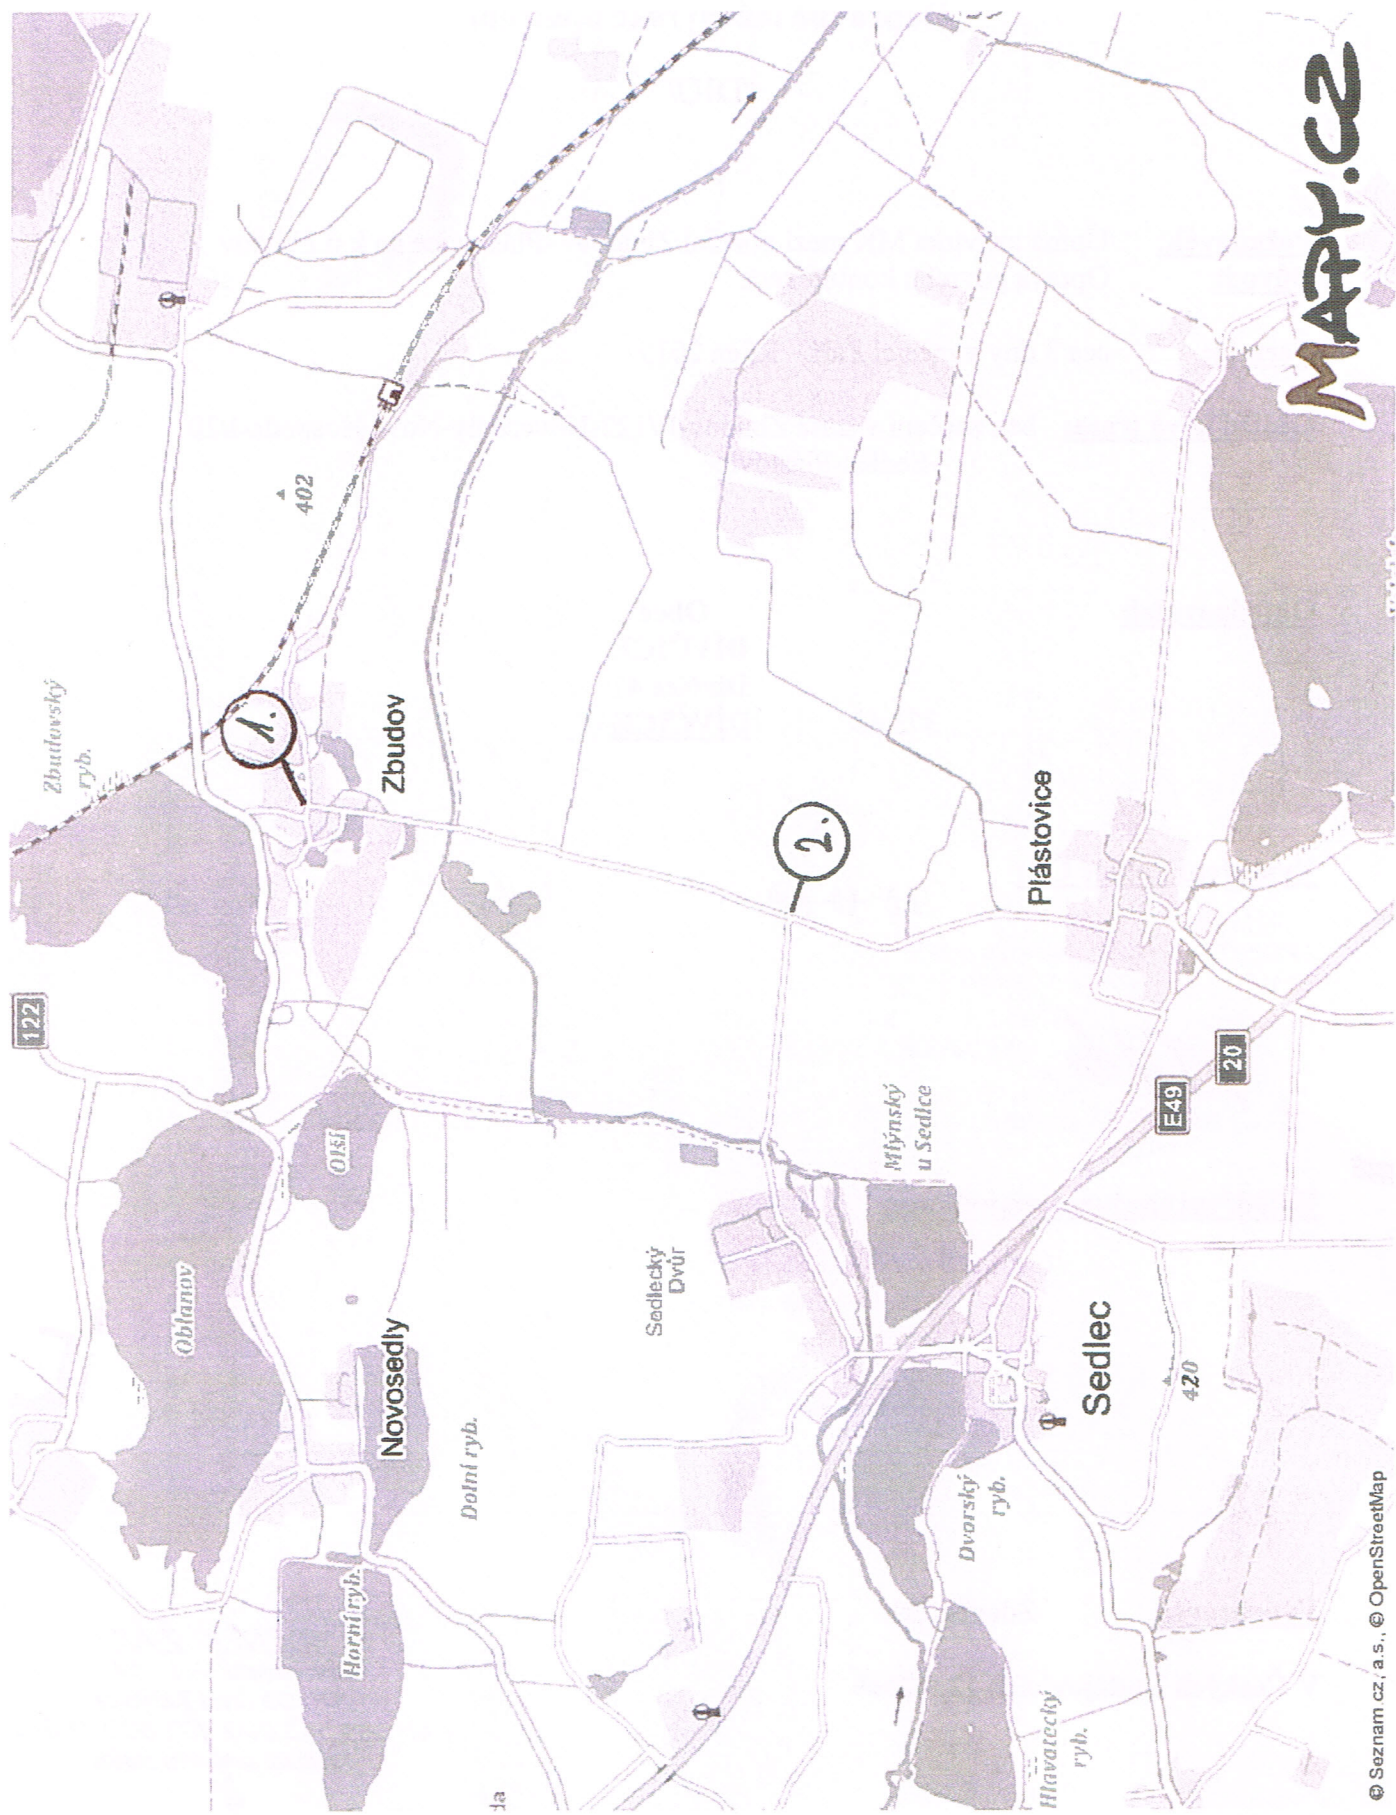 122
Zbudovský
ryb.
1.
402
Zbudov
Olší
Oblanov
Novosedly
Horní ryb.
Dolní ryb.
Sedlecký
Dvůr
2.
Mlýnský
u Sedlce
Plástovice
E49
20
Sedlec
420
Dvorský
ryb.
Hlavatecký
ryb.
da
MAPY.CZ
© Seznam.cz, a.s., © OpenStreetMap